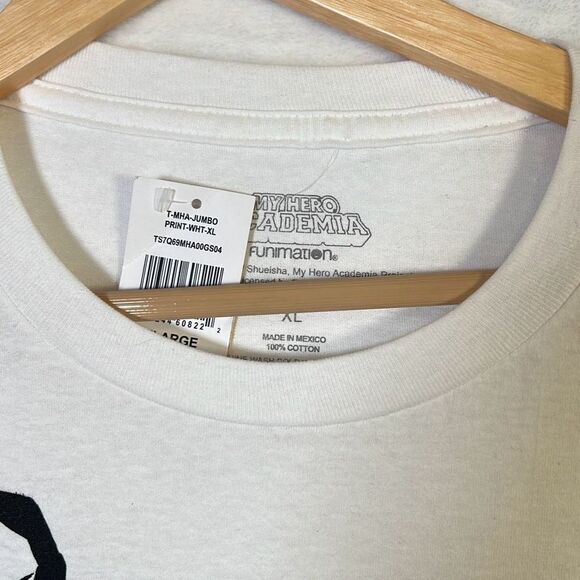 T-MHA-JUMBO
PRINT-WHT-XL
TS7Q69MHA00GS04
60822 2
MY HERO
ACADEMIA
FUNIMATION®
Shueisha, My Hero Academia
XL
MADE IN MEXICO
100% COTTON
WASH